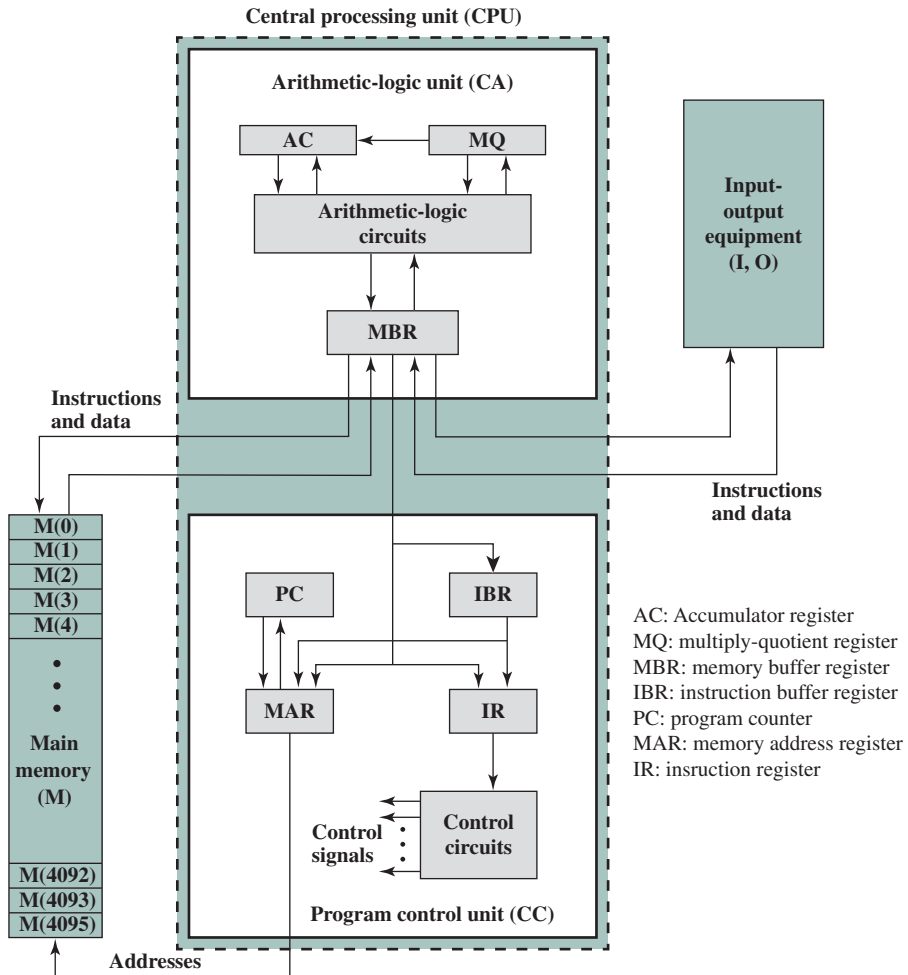 Central processing unit (CPU)
Arithmetic-logic unit (CA)
AC
MQ
Arithmetic-logic
circuits
MBR
Input-
output
equipment
(I, O)
Instructions
and data
Instructions
and data
M(0)
M(1)
M(2)
M(3)
M(4)
Main
memory
(M)
M(4092)
M(4093)
M(4095)
PC
IBR
MAR
IR
Control
signals
Control
circuits
Program control unit (CC)
Addresses
AC: Accumulator register
MQ: multiply-quotient register
MBR: memory buffer register
IBR: instruction buffer register
PC: program counter
MAR: memory address register
IR: insruction register